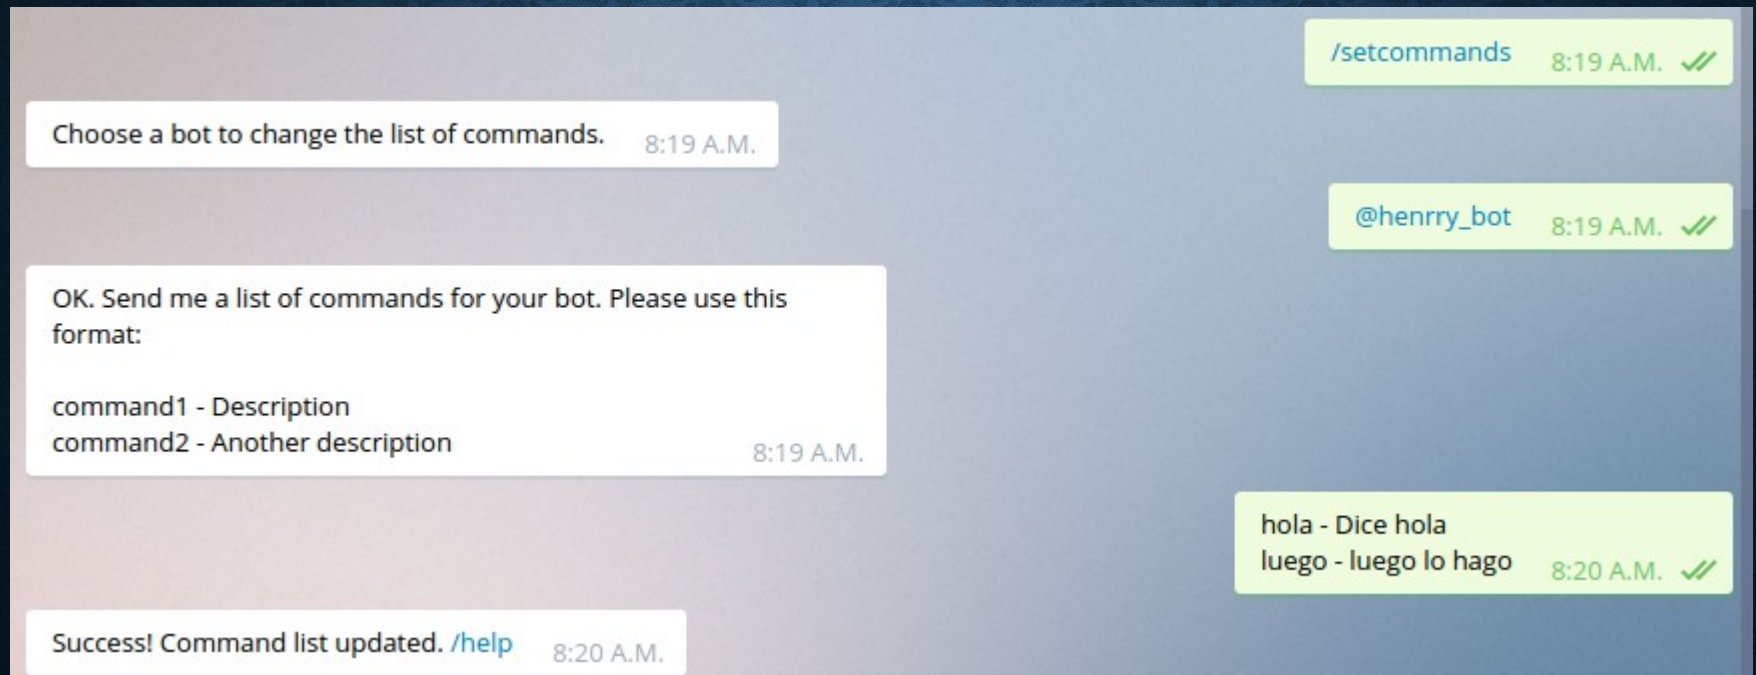 /setcommands 8:19 A.M.
Choose a bot to change the list of commands. 8:19 A.M.
@henrry_bot 8:19 A.M.
OK. Send me a list of commands for your bot. Please use this
format:
command1 - Description
command2 - Another description
8:19 A.M.
hola - Dice hola
luego - luego lo hago 8:20 A.M.
Success! Command list updated. /help 8:20 A.M.